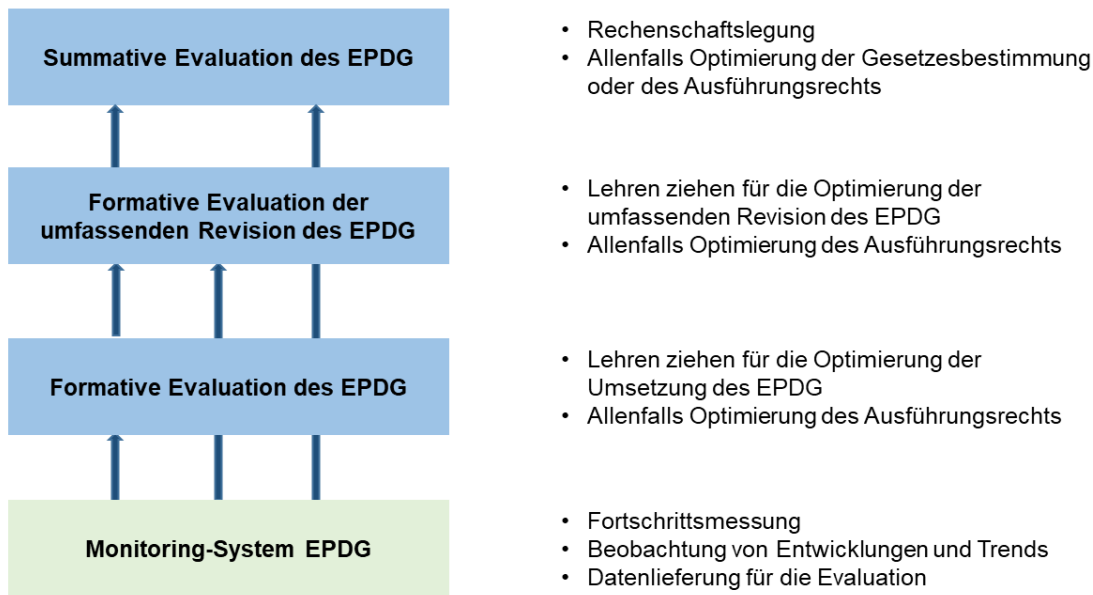 Summative Evaluation des EPDG
• Rechenschaftslegung
• Allenfalls Optimierung der Gesetzesbestimmung
oder des Ausführungsrechts
Formative Evaluation der
umfassenden Revision des EPDG
• Lehren ziehen für die Optimierung der
umfassenden Revision des EPDG
• Allenfalls Optimierung des Ausführungsrechts
Formative Evaluation des EPDG
• Lehren ziehen für die Optimierung der
Umsetzung des EPDG
• Allenfalls Optimierung des Ausführungsrechts
Monitoring-System EPDG
• Fortschrittsmessung
• Beobachtung von Entwicklungen und Trends
• Datenlieferung für die Evaluation